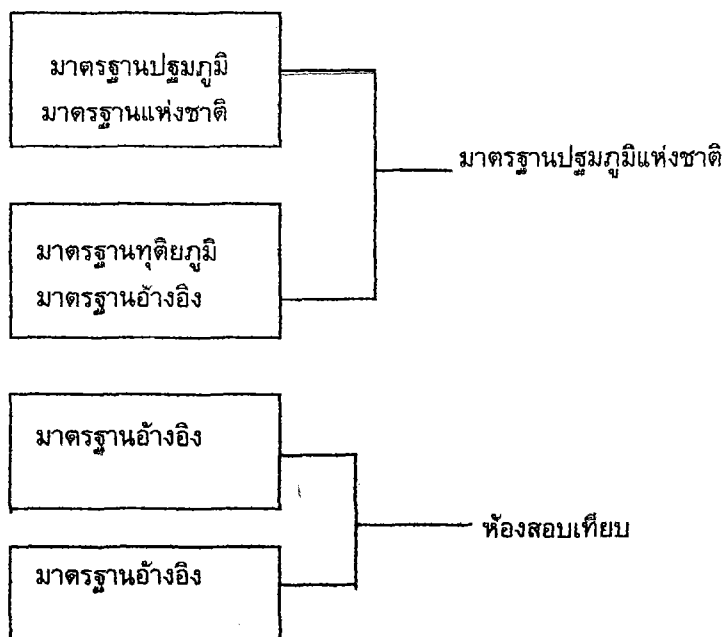 มาตรฐานปฐมภูมิ
มาตรฐานแห่งชาติ
มาตรฐานปฐมภูมิแห่งชาติ
มาตรฐานทุติยภูมิ
มาตรฐานอ้างอิง
มาตรฐานอ้างอิง
ห้องสอบเทียบ
มาตรฐานอ้างอิง